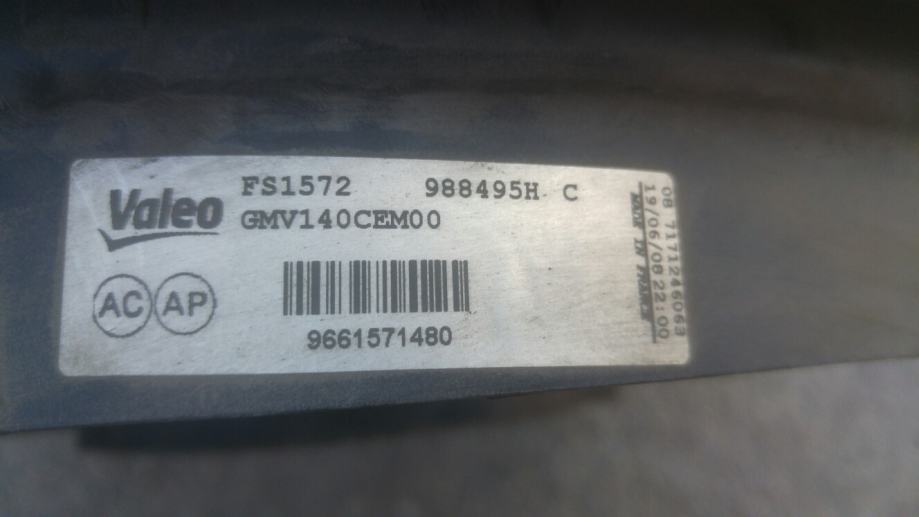 Valeo
FS1572 988495H C
GMV140CEM00
AC AP
9661571480
08 7171246063
19/06/08 22:00
MADE IN FRANCE